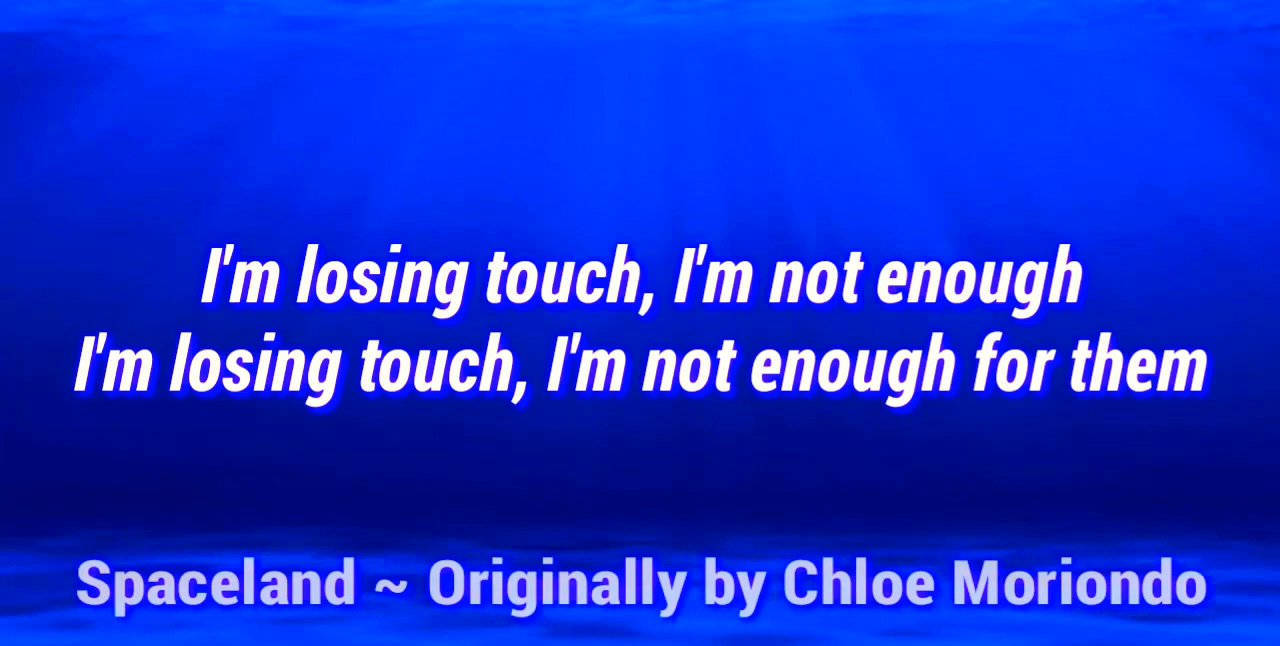 I'm losing touch, I'm not enough
I'm losing touch, I'm not enough for them
Spaceland ~ Originally by Chloe Moriondo